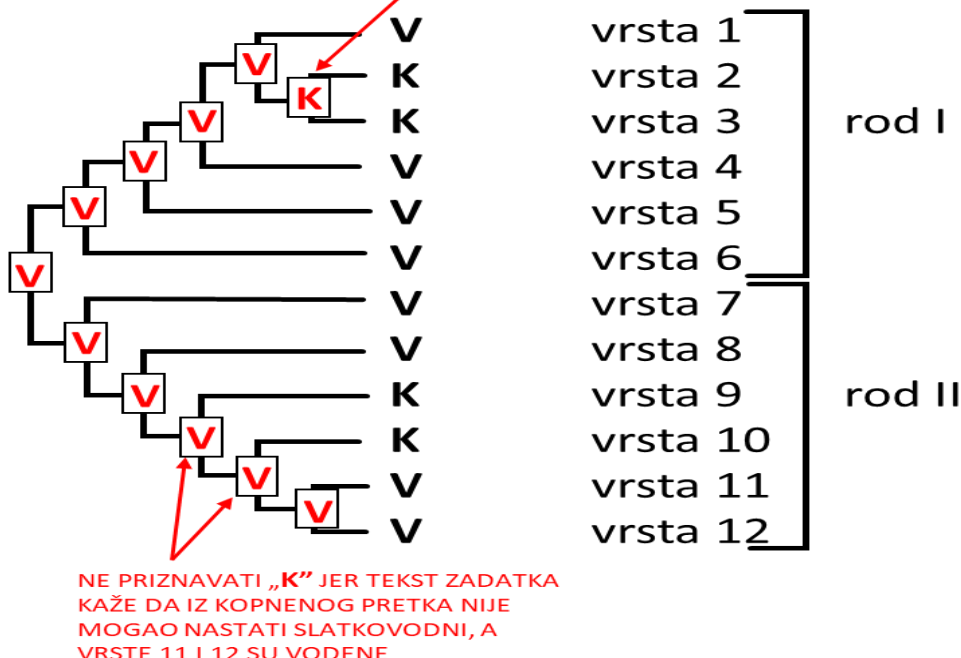 V vrsta 1
V
K vrsta 2
K
K vrsta 3 rod I
V
V vrsta 4
V
V vrsta 5
V
V vrsta 6
V
V vrsta 7
V
V vrsta 8
V
K vrsta 9 rod II
V
K vrsta 10
V
V vrsta 11
V
V vrsta 12
NE PRIZNAVATI „K” JER TEKST ZADATKA
KAŽE DA IZ KOPNENOG PRETKA NIJE
MOGAO NASTATI SLATKOVODNI, A
VRSTE 11 I 12 SU VODENE